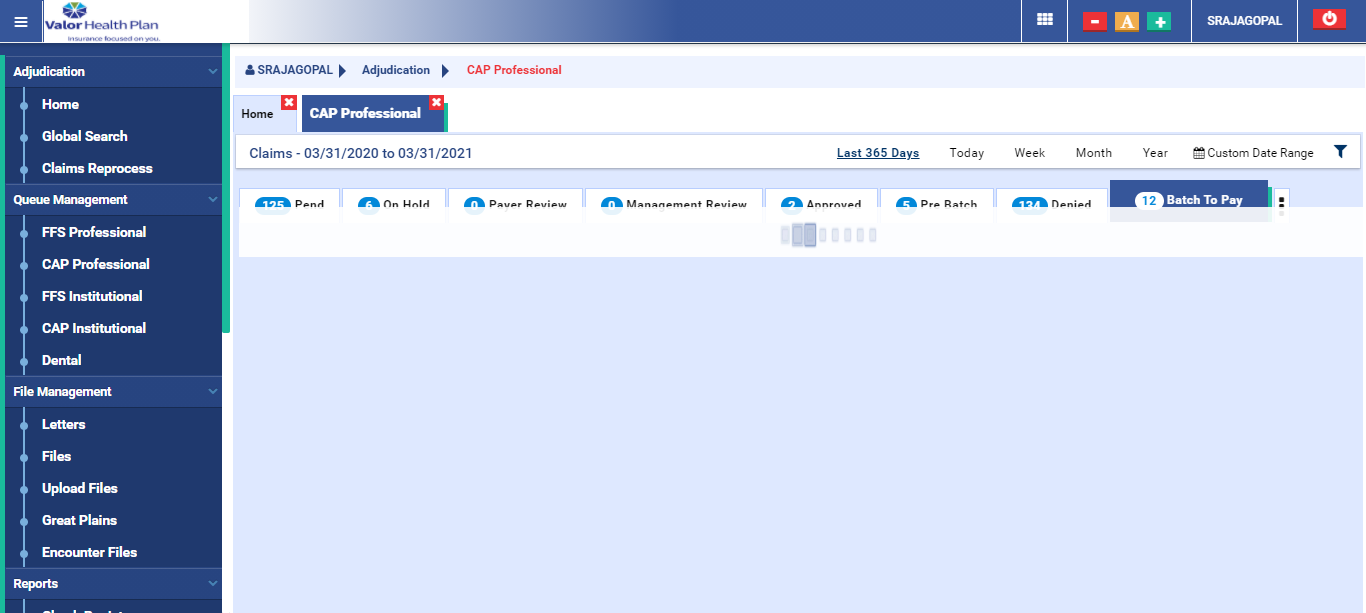 Valor Health Plan
Insurance focused on you.
A
SRAJAGOPAL
Adjudication
Home
Global Search
Claims Reprocess
Queue Management
FFS Professional
CAP Professional
FFS Institutional
CAP Institutional
Dental
File Management
Letters
Files
Upload Files
Great Plains
Encounter Files
Reports
SRAJAGOPAL Adjudication CAP Professional
Home CAP Professional
Claims - 03/31/2020 to 03/31/2021 Last 365 Days Today Week Month Year Custom Date Range
125 Pend 6 On Hold 0 Payer Review 0 Management Review 2 Approved 5 Pre Batch 134 Denied 12 Batch To Pay